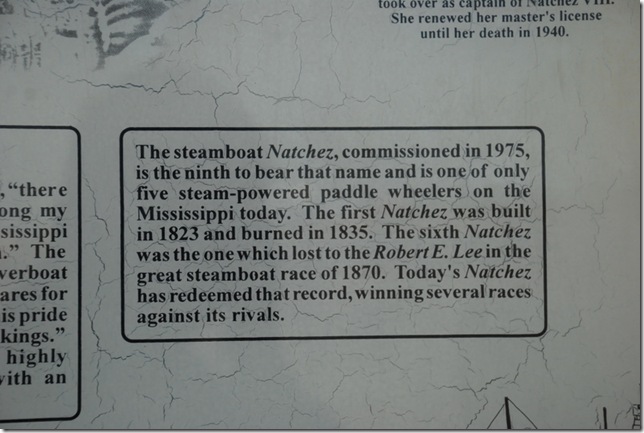 took over as captain of Natchez VIII.
She renewed her master's license
until her death in 1940.
The steamboat Natchez, commissioned in 1975,
is the ninth to bear that name and is one of only
five steam-powered paddle wheelers on the
Mississippi today. The first Natchez was built
in 1823 and burned in 1835. The sixth Natchez
was the one which lost to the Robert E. Lee in the
great steamboat race of 1870. Today's Natchez
has redeemed that record, winning several races
against its rivals.
, "there
ong my
sissippi
." The
verboat
ares for
is pride
kings."
highly
with an